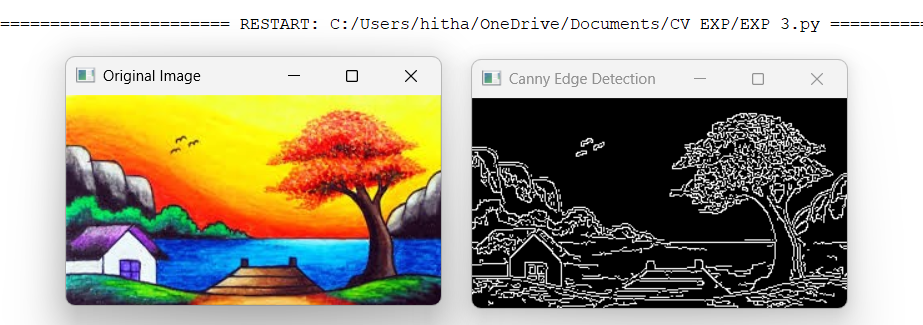 ======================= RESTART: C:/Users/hitha/OneDrive/Documents/CV EXP/EXP 3.py ==========
Original Image
Canny Edge Detection